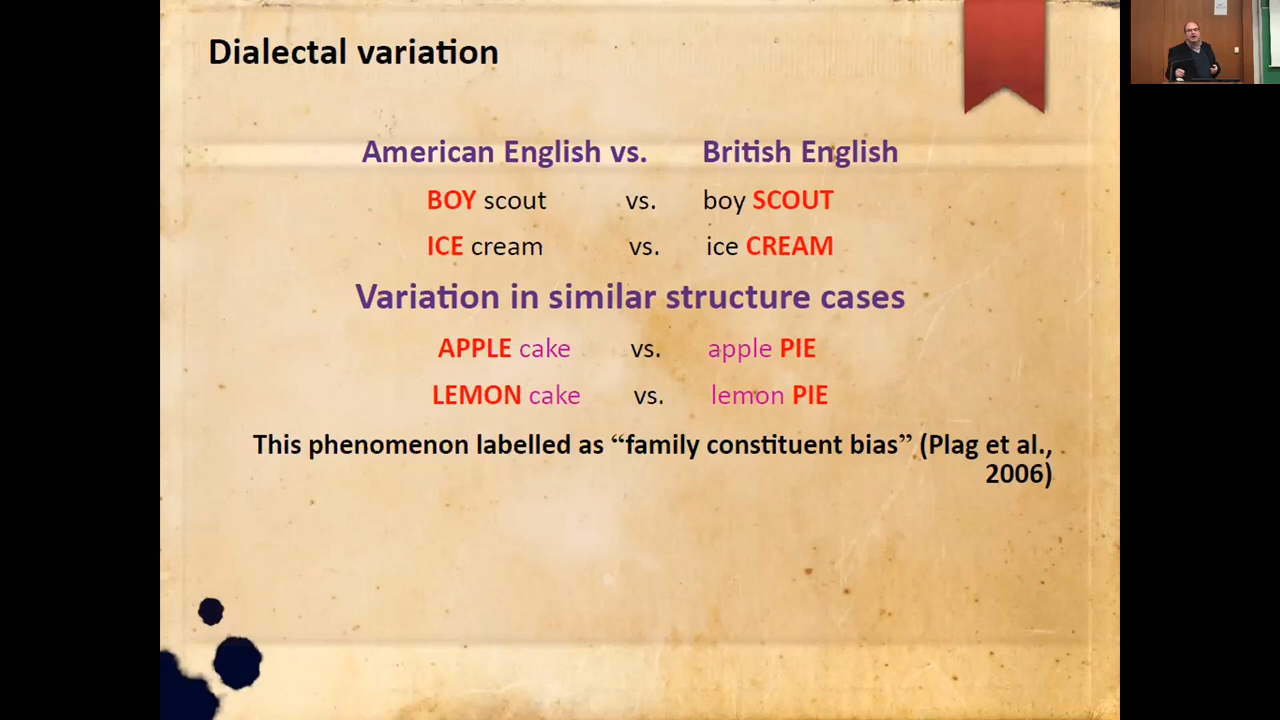 Dialectal variation
American English vs. British English
BOY scout vs. boy SCOUT
ICE cream vs. ice CREAM
Variation in similar structure cases
APPLE cake vs. apple PIE
LEMON cake vs. lemon PIE
This phenomenon labelled as “family constituent bias” (Plag et al.,
2006)